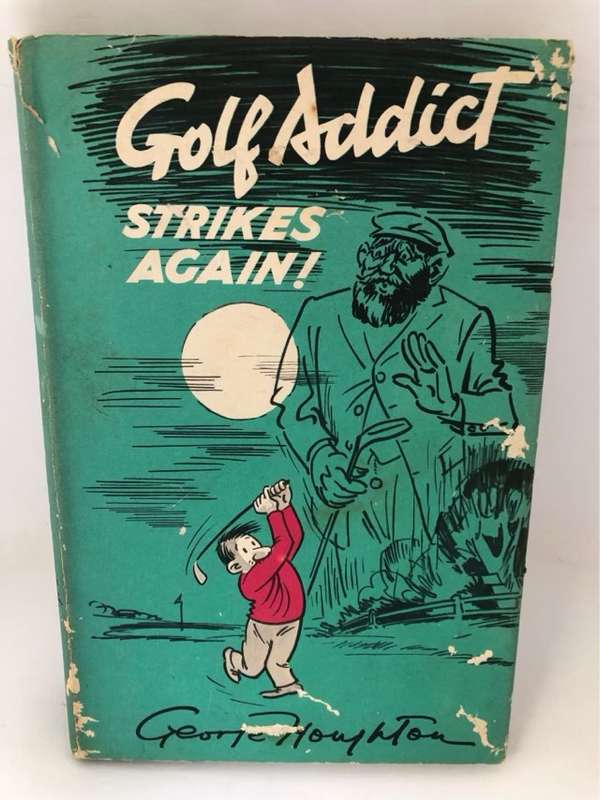 Golf Addict
STRIKES
AGAIN!
George Houghton